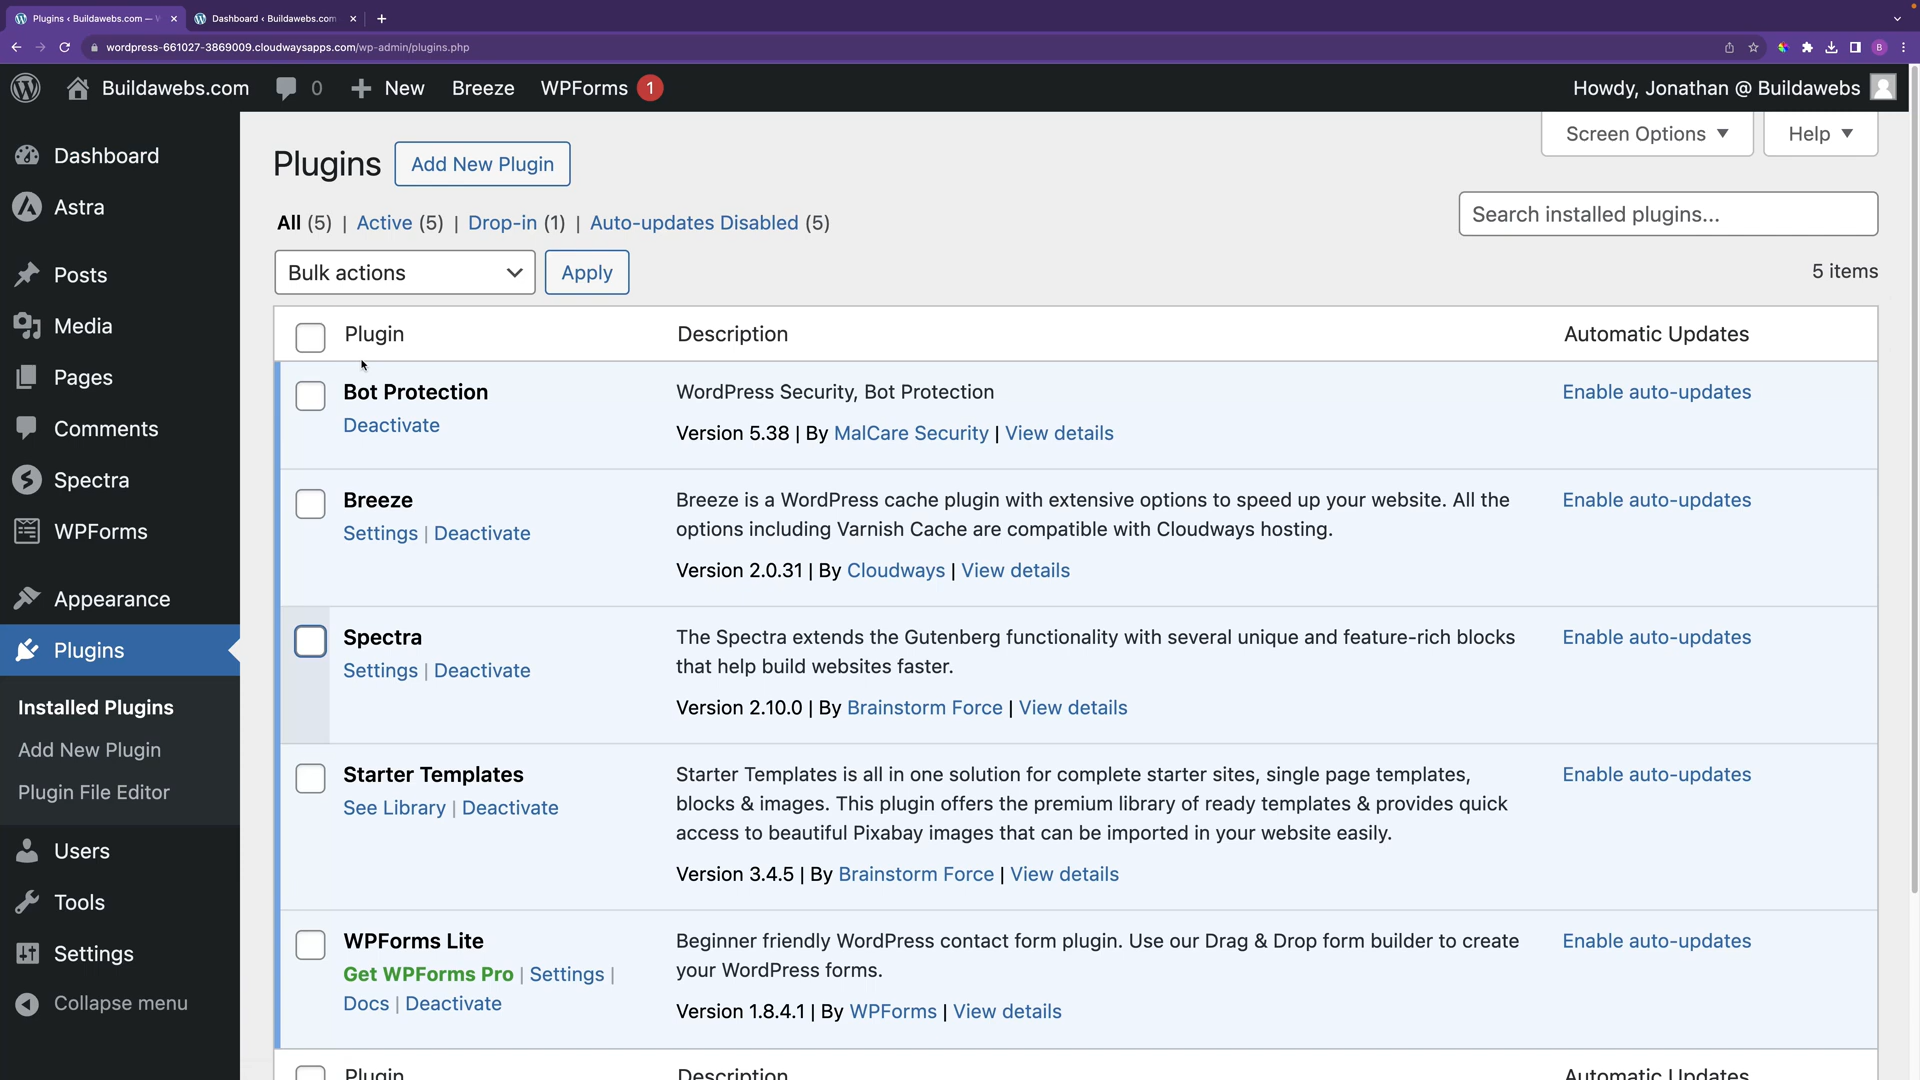 Plugins < Buildawebs.com —
Dashboard < Buildawebs.com
wordpress-661027-3869009.cloudwaysapps.com/wp-admin/plugins.php
B
Buildawebs.com 0 + New Breeze WPForms 1
Howdy, Jonathan @ Buildawebs
Dashboard
Astra
Posts
Media
Pages
Comments
Spectra
WPForms
Appearance
Plugins
Installed Plugins
Add New Plugin
Plugin File Editor
Users
Tools
Settings
Collapse menu
Screen Options ▼
Help ▼
Plugins Add New Plugin
All (5) | Active (5) | Drop-in (1) | Auto-updates Disabled (5)
Search installed plugins...
Bulk actions Apply
5 items
Plugin Description Automatic Updates
Bot Protection
Deactivate
WordPress Security, Bot Protection
Version 5.38 | By MalCare Security | View details
Enable auto-updates
Breeze
Settings | Deactivate
Breeze is a WordPress cache plugin with extensive options to speed up your website. All the
options including Varnish Cache are compatible with Cloudways hosting.
Version 2.0.31 | By Cloudways | View details
Enable auto-updates
Spectra
Settings | Deactivate
The Spectra extends the Gutenberg functionality with several unique and feature-rich blocks
that help build websites faster.
Version 2.10.0 | By Brainstorm Force | View details
Enable auto-updates
Starter Templates
See Library | Deactivate
Starter Templates is all in one solution for complete starter sites, single page templates,
blocks & images. This plugin offers the premium library of ready templates & provides quick
access to beautiful Pixabay images that can be imported in your website easily.
Version 3.4.5 | By Brainstorm Force | View details
Enable auto-updates
WPForms Lite
Get WPForms Pro | Settings |
Docs | Deactivate
Beginner friendly WordPress contact form plugin. Use our Drag & Drop form builder to create
your WordPress forms.
Version 1.8.4.1 | By WPForms | View details
Enable auto-updates
Plugin Description Automatic Updates